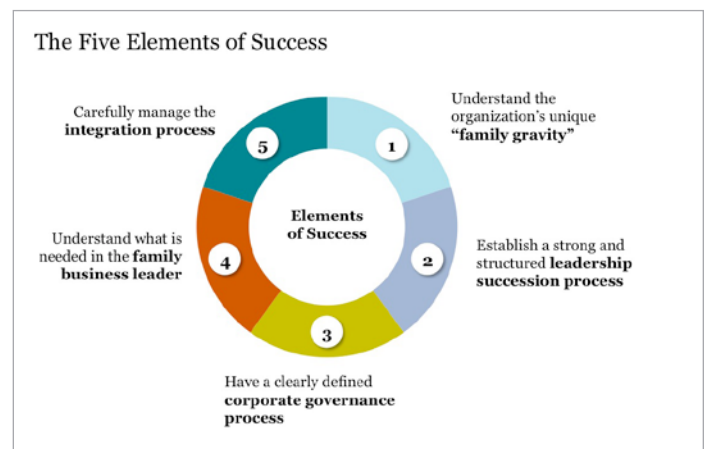 The Five Elements of Success
Understand the
organization's unique
“family gravity”
1
Establish a strong and
structured leadership
succession process
2
3
Have a clearly defined
corporate governance
process
Understand what is
needed in the family
business leader
4
Carefully manage the
integration process
5
Elements
of Success